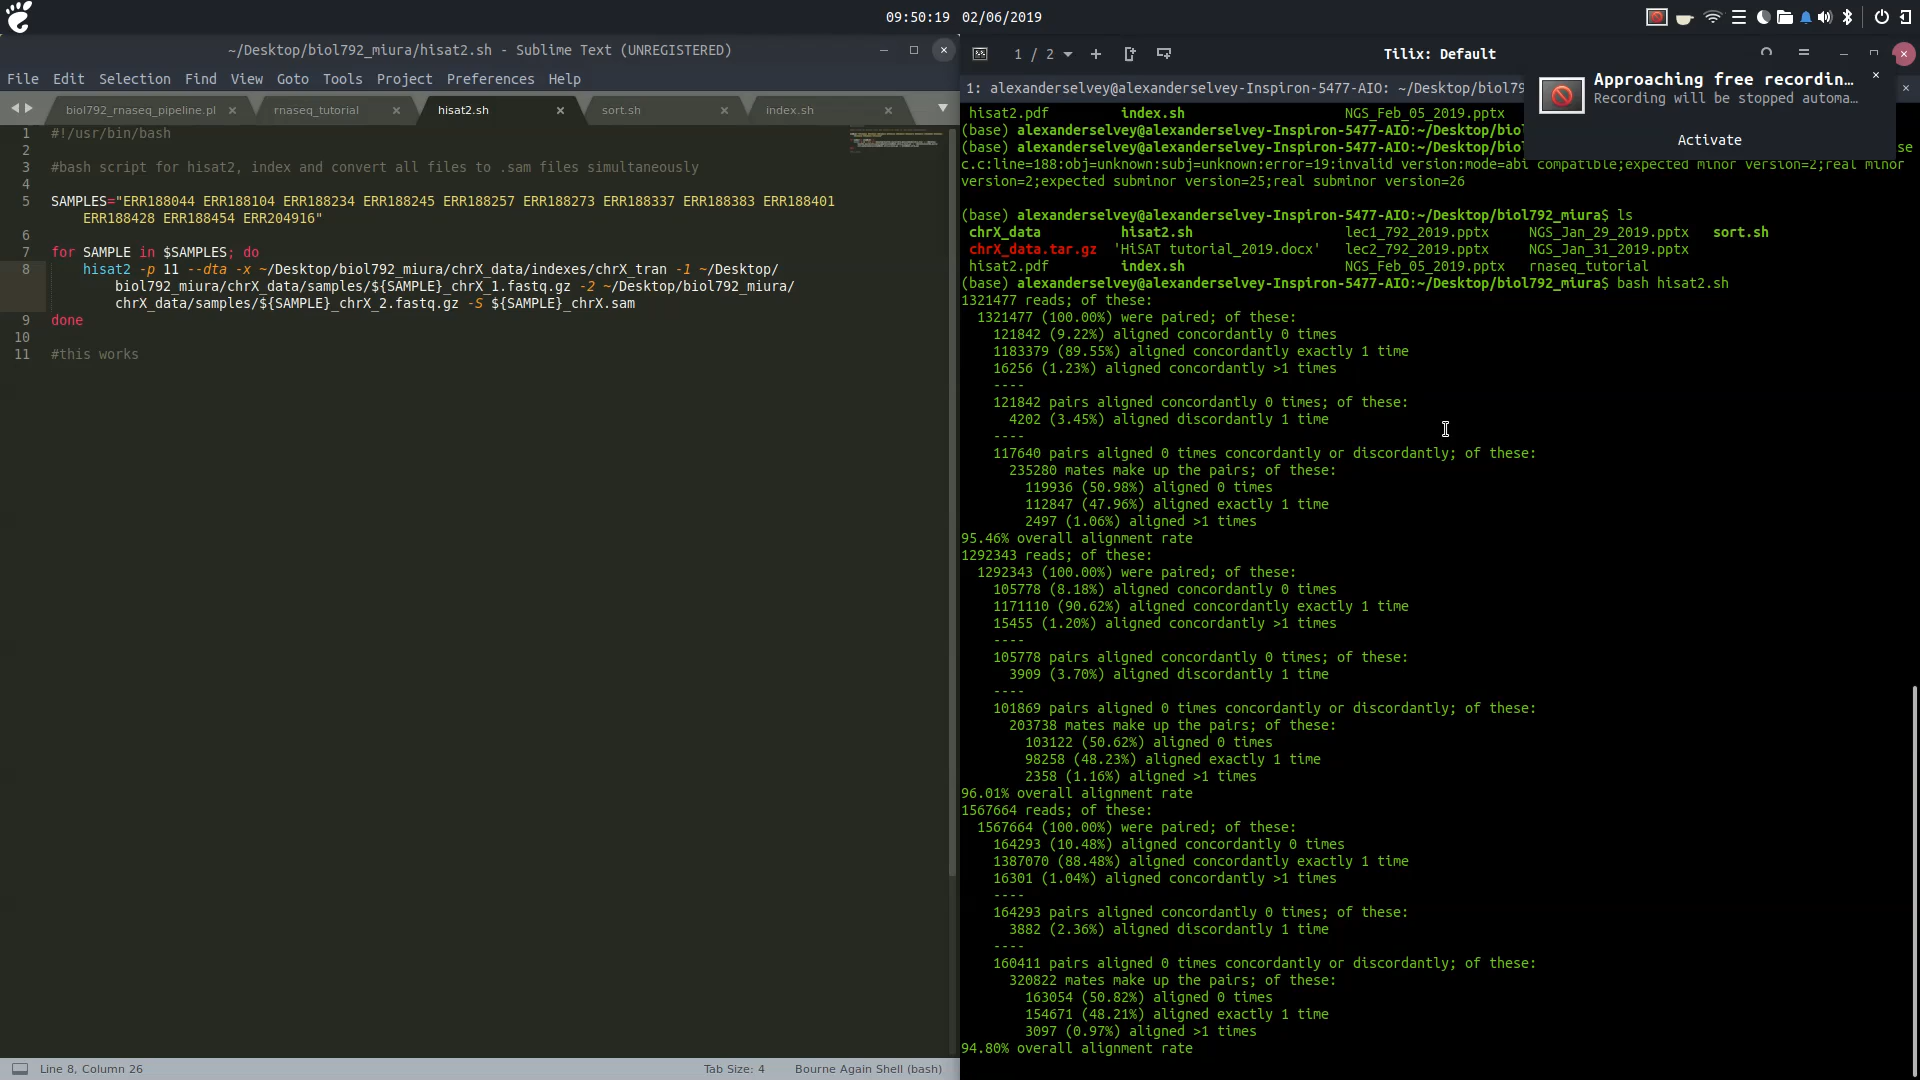 09:50:19 02/06/2019
~/Desktop/biol792_miura/hisat2.sh - Sublime Text (UNREGISTERED)
File Edit Selection Find View Goto Tools Project Preferences Help
biol792_rnaseq_pipeline.pl rnaseq_tutorial hisat2.sh sort.sh index.sh
1 #!/usr/bin/bash
2
3 #bash script for hisat2, index and convert all files to .sam files simultaneously
4
5 SAMPLES="ERR188044 ERR188104 ERR188234 ERR188245 ERR188257 ERR188273 ERR188337 ERR188383 ERR188401
ERR188428 ERR188454 ERR204916"
6
7 for SAMPLE in $SAMPLES; do
8 hisat2 -p 11 --dta -x ~/Desktop/biol792_miura/chrX_data/indexes/chrX_tran -1 ~/Desktop/
biol792_miura/chrX_data/samples/${SAMPLE}_chrX_1.fastq.gz -2 ~/Desktop/biol792_miura/
chrX_data/samples/${SAMPLE}_chrX_2.fastq.gz -S ${SAMPLE}_chrX.sam
9 done
10
11 #this works
Line 8, Column 26 Tab Size: 4 Bourne Again Shell (bash)
1 / 2 Tilix: Default
1: alexanderselvey@alexanderselvey-Inspiron-5477-AIO: ~/Desktop/biol79
Approaching free recordin…
Recording will be stopped automa…
Activate
hisat2.pdf index.sh NGS_Feb_05_2019.pptx
(base) alexanderselvey@alexanderselvey-Inspiron-5477-AIO:~/Desktop/biol
(base) alexanderselvey@alexanderselvey-Inspiron-5477-AIO:~/Desktop/biol se
c.c:line=188:obj=unknown:subj=unknown:error=19:invalid version:mode=abi compatible;expected minor version=2;real minor
version=2;expected subminor version=25;real subminor version=26
(base) alexanderselvey@alexanderselvey-Inspiron-5477-AIO:~/Desktop/biol792_miura$ ls
chrX_data hisat2.sh lec1_792_2019.pptx NGS_Jan_29_2019.pptx sort.sh
chrX_data.tar.gz 'HiSAT tutorial_2019.docx' lec2_792_2019.pptx NGS_Jan_31_2019.pptx
hisat2.pdf index.sh NGS_Feb_05_2019.pptx rnaseq_tutorial
(base) alexanderselvey@alexanderselvey-Inspiron-5477-AIO:~/Desktop/biol792_miura$ bash hisat2.sh
1321477 reads; of these:
1321477 (100.00%) were paired; of these:
121842 (9.22%) aligned concordantly 0 times
1183379 (89.55%) aligned concordantly exactly 1 time
16256 (1.23%) aligned concordantly >1 times
----
121842 pairs aligned concordantly 0 times; of these:
4202 (3.45%) aligned discordantly 1 time
----
117640 pairs aligned 0 times concordantly or discordantly; of these:
235280 mates make up the pairs; of these:
119936 (50.98%) aligned 0 times
112847 (47.96%) aligned exactly 1 time
2497 (1.06%) aligned >1 times
95.46% overall alignment rate
1292343 reads; of these:
1292343 (100.00%) were paired; of these:
105778 (8.18%) aligned concordantly 0 times
1171110 (90.62%) aligned concordantly exactly 1 time
15455 (1.20%) aligned concordantly >1 times
----
105778 pairs aligned concordantly 0 times; of these:
3909 (3.70%) aligned discordantly 1 time
----
101869 pairs aligned 0 times concordantly or discordantly; of these:
203738 mates make up the pairs; of these:
103122 (50.62%) aligned 0 times
98258 (48.23%) aligned exactly 1 time
2358 (1.16%) aligned >1 times
96.01% overall alignment rate
1567664 reads; of these:
1567664 (100.00%) were paired; of these:
164293 (10.48%) aligned concordantly 0 times
1387070 (88.48%) aligned concordantly exactly 1 time
16301 (1.04%) aligned concordantly >1 times
----
164293 pairs aligned concordantly 0 times; of these:
3882 (2.36%) aligned discordantly 1 time
----
160411 pairs aligned 0 times concordantly or discordantly; of these:
320822 mates make up the pairs; of these:
163054 (50.82%) aligned 0 times
154671 (48.21%) aligned exactly 1 time
3097 (0.97%) aligned >1 times
94.80% overall alignment rate